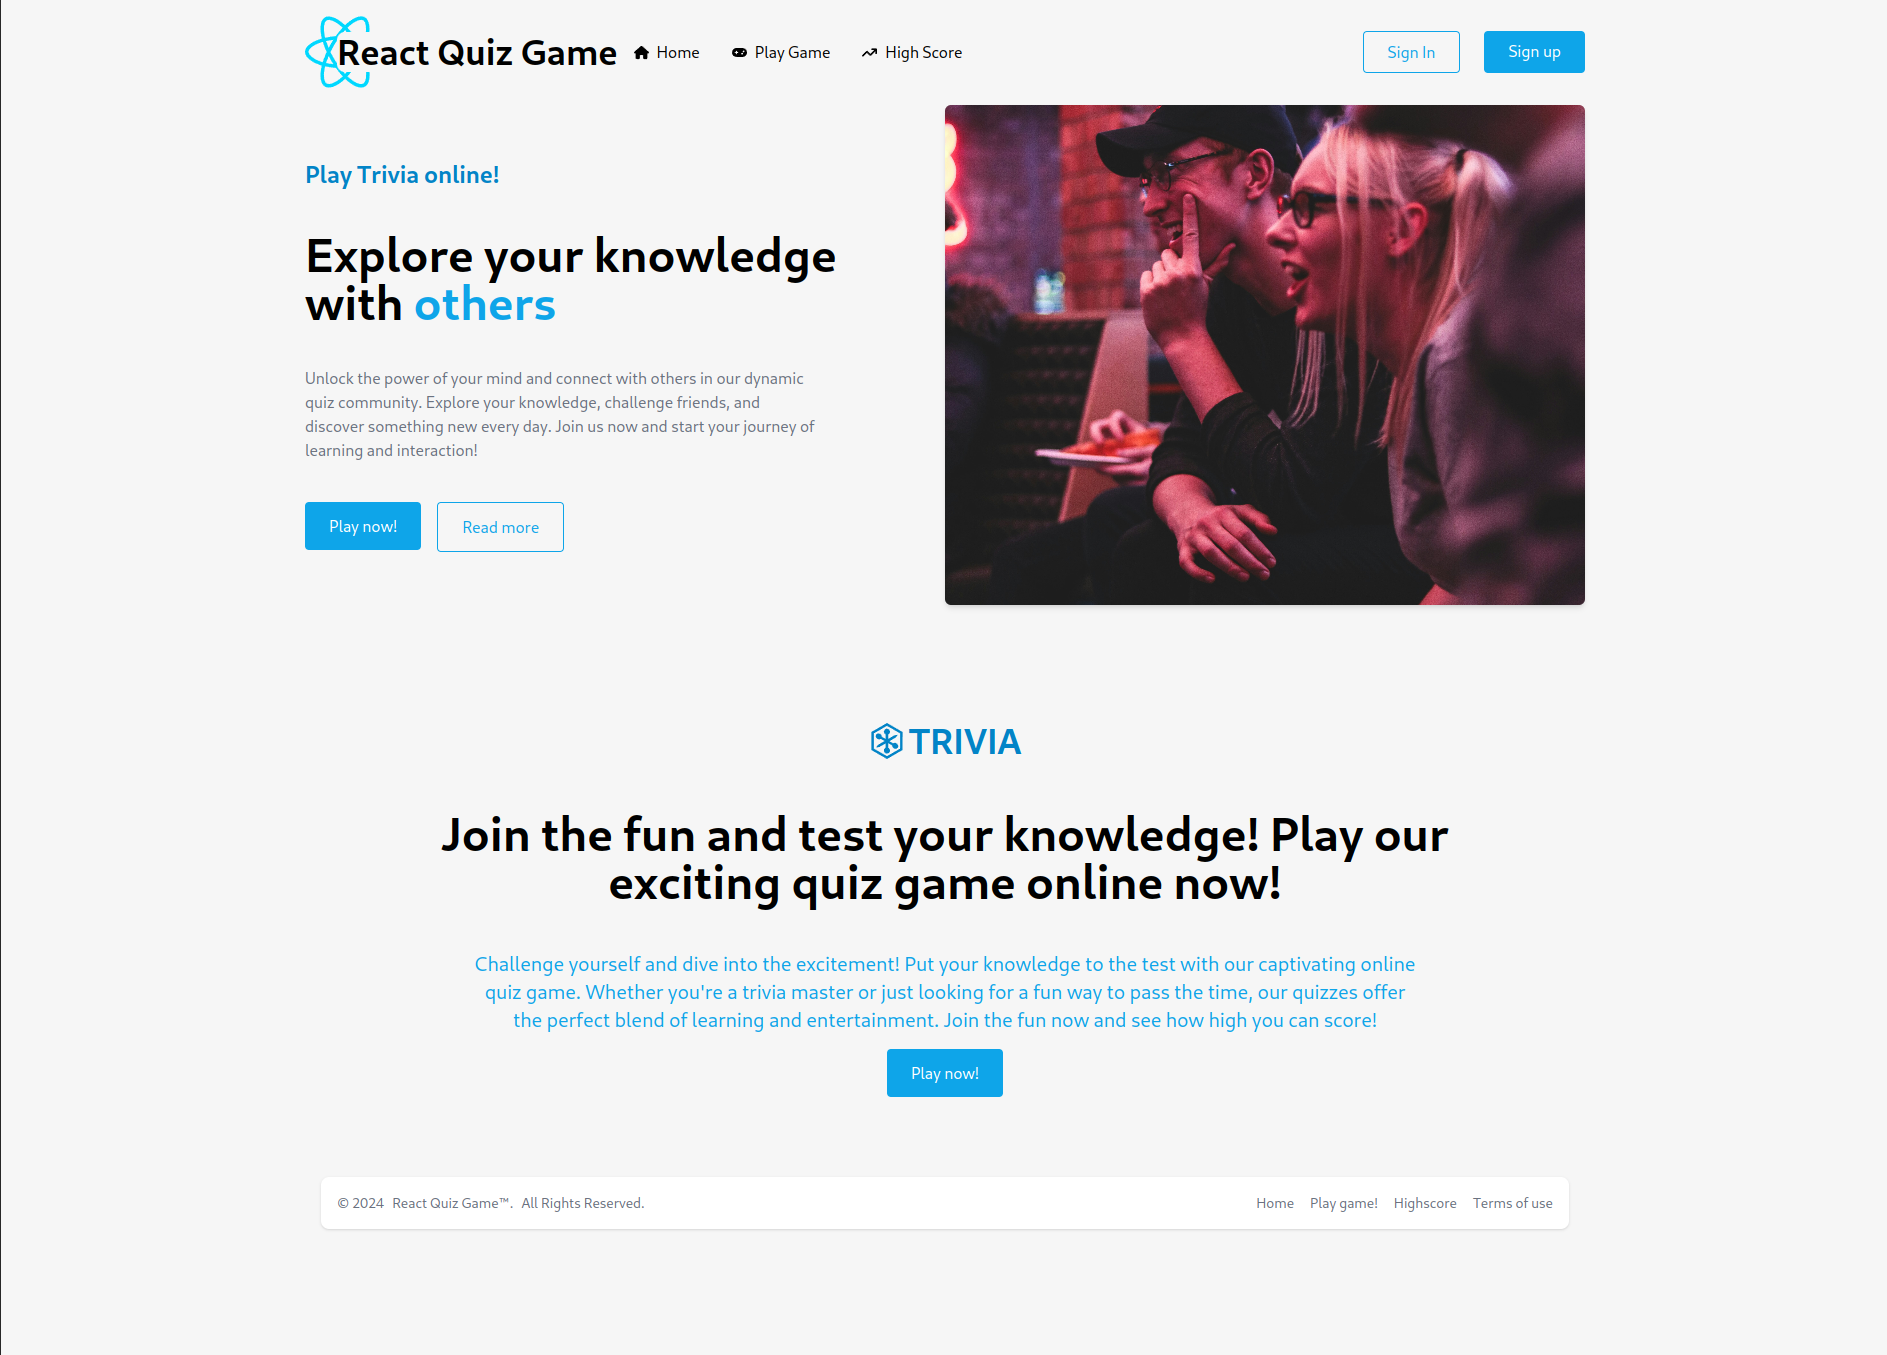 React Quiz Game
Home
Play Game
High Score
Sign In
Sign up
Play Trivia online!
Explore your knowledge
with others
Unlock the power of your mind and connect with others in our dynamic
quiz community. Explore your knowledge, challenge friends, and
discover something new every day. Join us now and start your journey of
learning and interaction!
Play now!
Read more
TRIVIA
Join the fun and test your knowledge! Play our
exciting quiz game online now!
Challenge yourself and dive into the excitement! Put your knowledge to the test with our captivating online
quiz game. Whether you're a trivia master or just looking for a fun way to pass the time, our quizzes offer
the perfect blend of learning and entertainment. Join the fun now and see how high you can score!
Play now!
© 2024 React Quiz Game™. All Rights Reserved.
Home
Play game!
Highscore
Terms of use